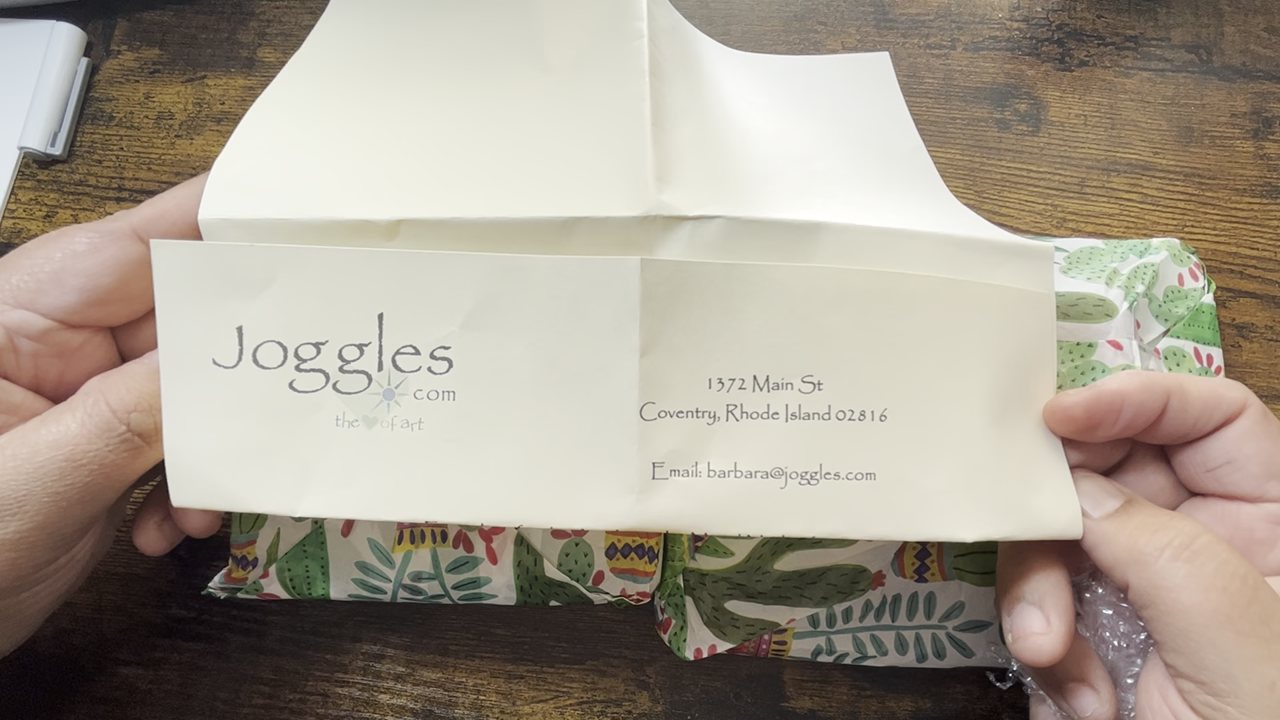 Joggles
.com
the of art
1372 Main St
Coventry, Rhode Island 02816
Email: barbara@joggles.com